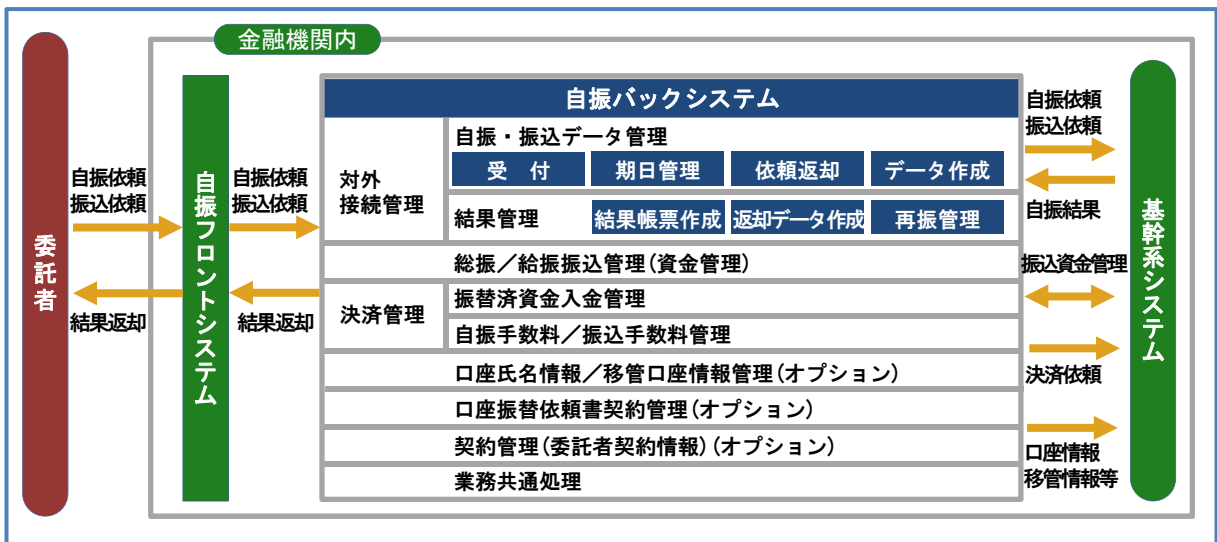 金融機関内
委託者
自振依頼
振込依頼
結果返却
自振フロントシステム
自振依頼
振込依頼
結果返却
自振バックシステム
対外
接続管理
自振・振込データ管理
受　付
期日管理
依頼返却
データ作成
結果管理
結果帳票作成
返却データ作成
再振管理
総振／給振振込管理(資金管理)
決済管理
振替済資金入金管理
自振手数料／振込手数料管理
口座氏名情報／移管口座情報管理(オプション)
口座振替依頼書契約管理(オプション)
契約管理(委託者契約情報)(オプション)
業務共通処理
自振依頼
振込依頼
自振結果
振込資金管理
決済依頼
口座情報
移管情報等
基幹系システム